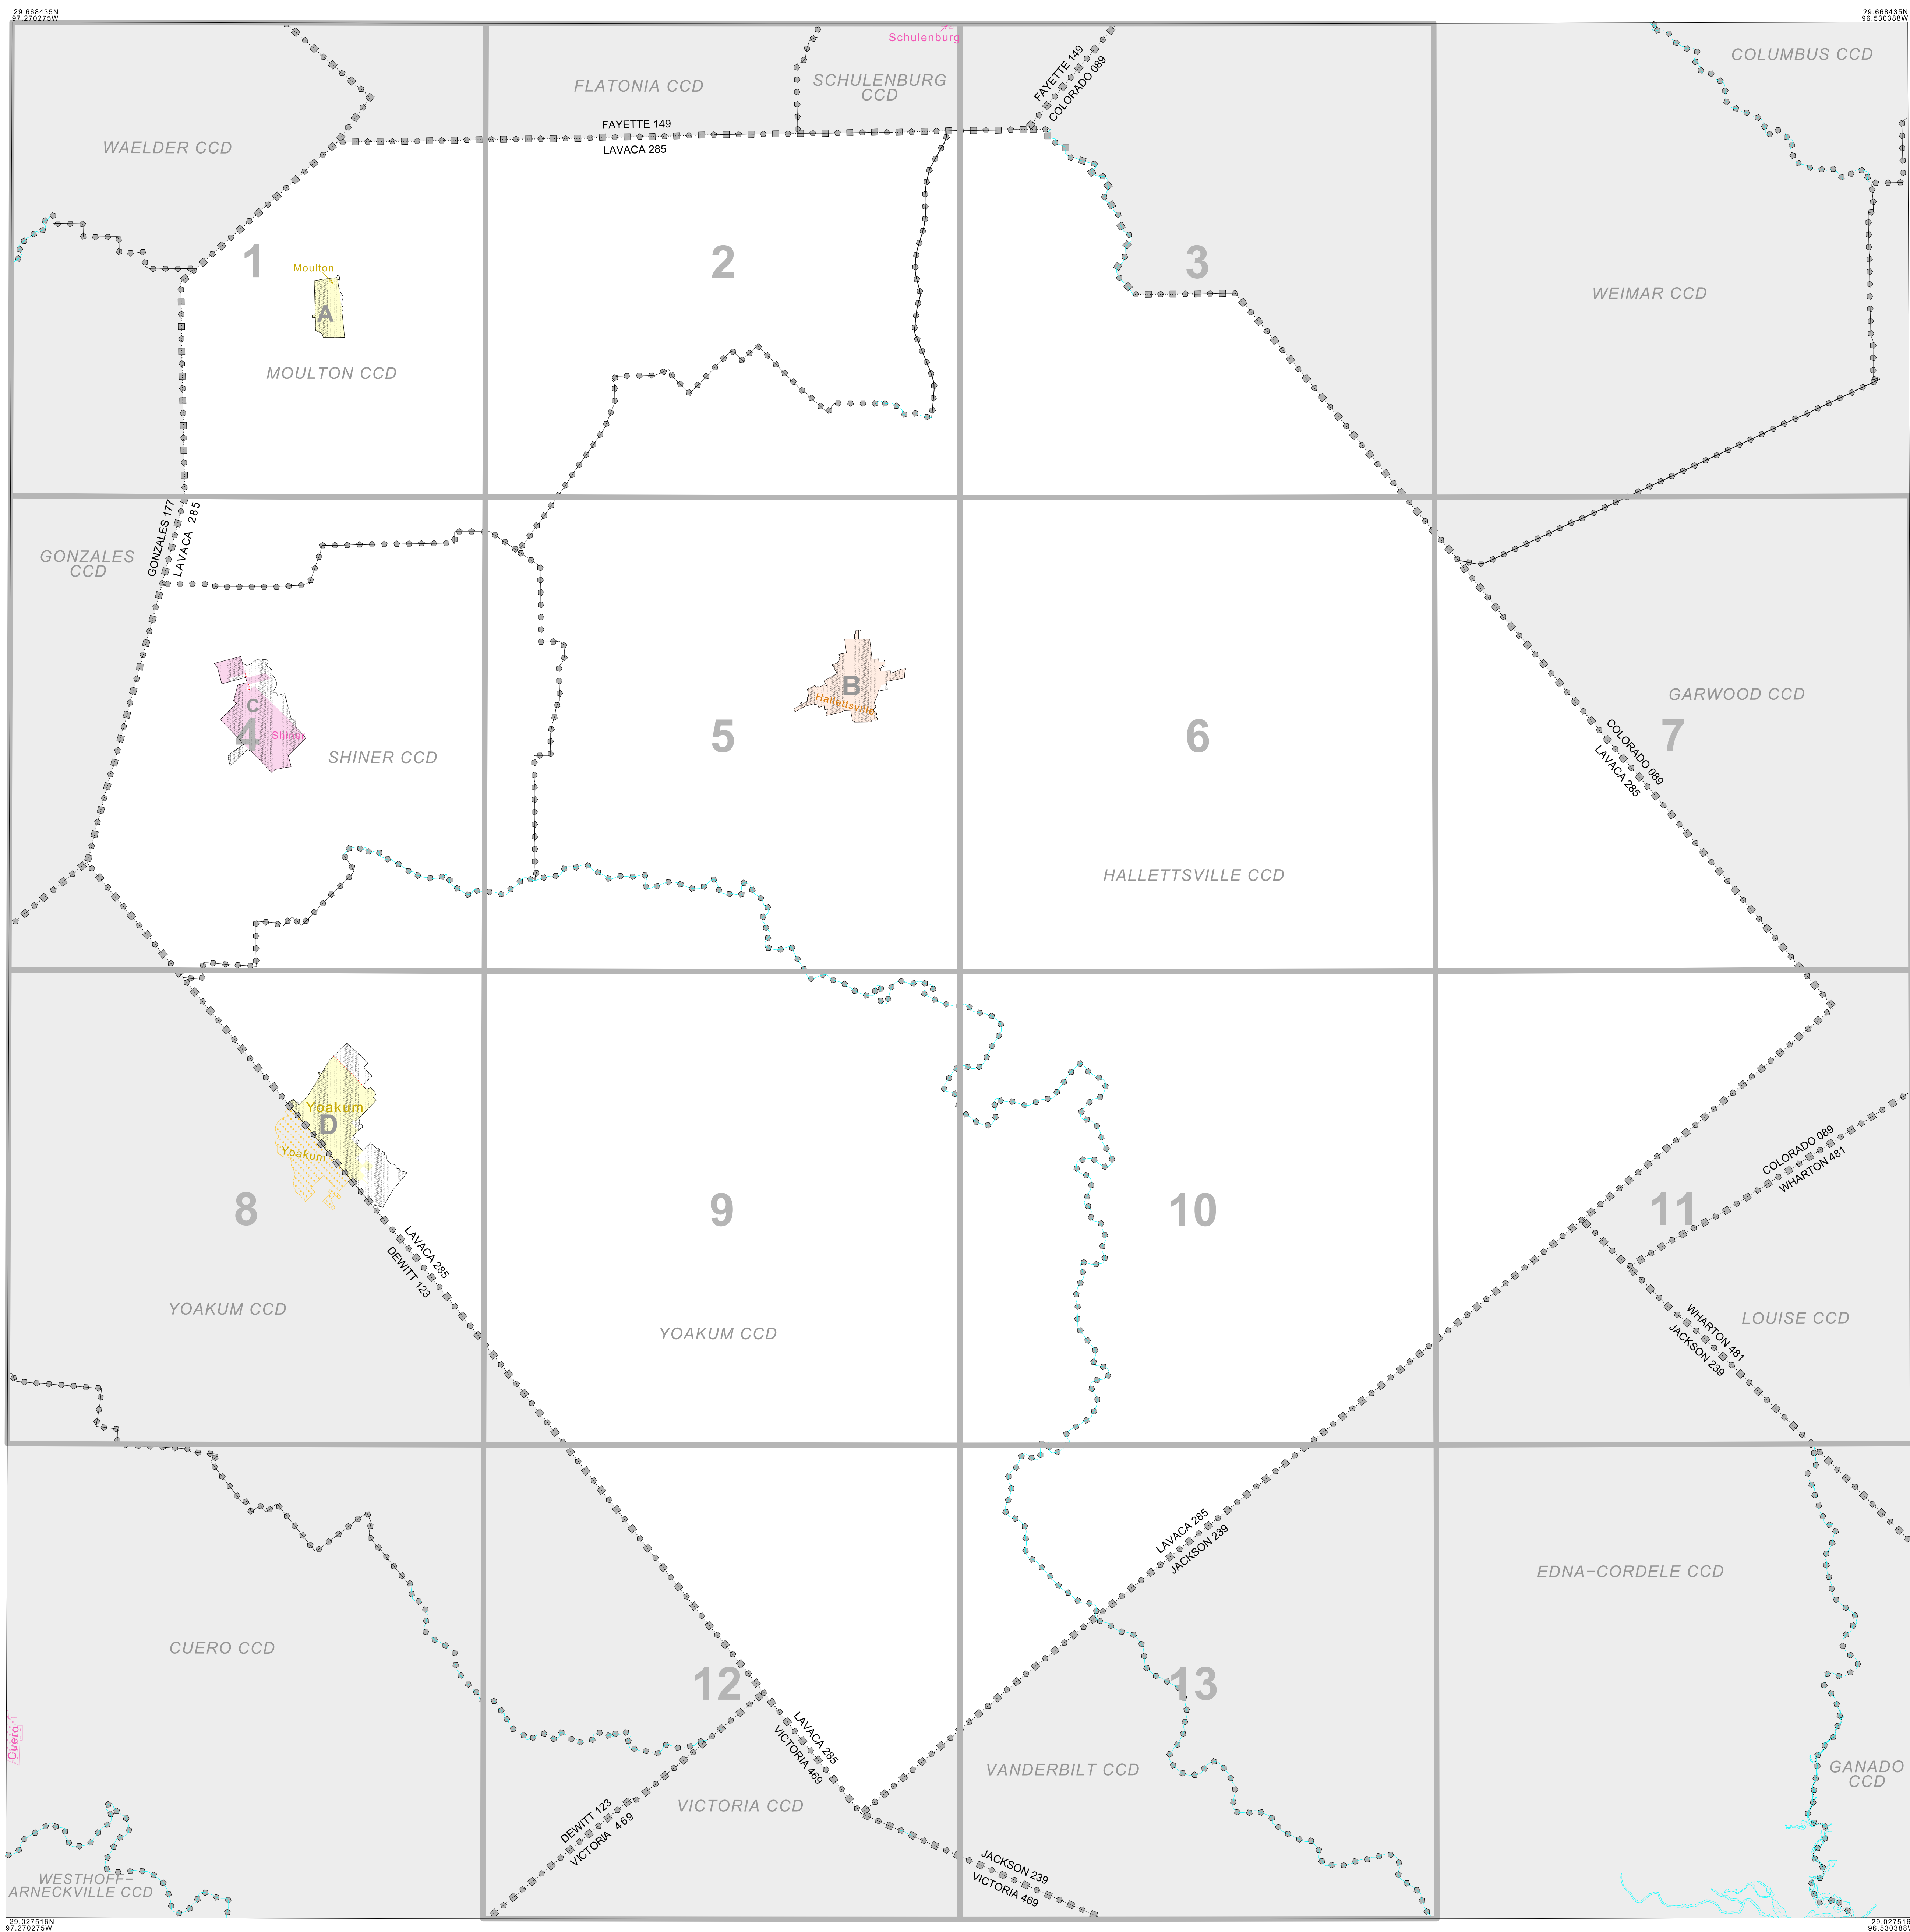 29.668435N
97.270275W
29.668435N
96.530388W
Schulenburg
COLUMBUS CCD
FLATONIA CCD
SCHULENBURG
CCD
FAYETTE 149
COLORADO 089
WAELDER CCD
FAYETTE 149
LAVACA 285
1
2
3
Moulton
A
WEIMAR CCD
MOULTON CCD
GONZALES 177
LAVACA 285
GONZALES
CCD
C
4
Shiner
SHINER CCD
5
B
Hallettsville
6
GARWOOD CCD
7
COLORADO 089
LAVACA 285
HALLETTSVILLE CCD
Yoakum
D
Yoakum
COLORADO 089
WHARTON 481
8
9
10
11
LAVACA 285
DEWITT 123
YOAKUM CCD
YOAKUM CCD
WHARTON 481
JACKSON 239
LOUISE CCD
LAVACA 285
JACKSON 239
EDNA-CORDELE CCD
CUERO CCD
12
13
Cuero
LAVACA 285
VICTORIA 469
VANDERBILT CCD
GANADO
CCD
VICTORIA CCD
DEWITT 123
VICTORIA 469
JACKSON 239
VICTORIA 469
WESTHOFF-
ARNECKVILLE CCD
29.027516N
97.270275W
29.027516
96.530388W